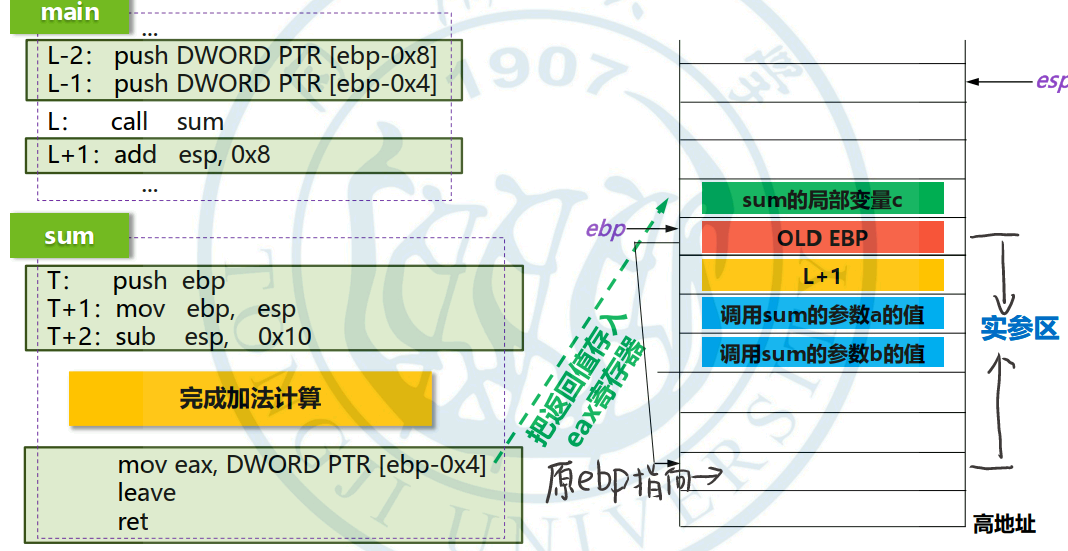 main
...
L-2： push DWORD PTR [ebp-0x8]
L-1： push DWORD PTR [ebp-0x4]
L： call sum
L+1：add esp, 0x8
...
sum
T： push ebp
T+1：mov ebp, esp
T+2：sub esp, 0x10
完成加法计算
mov eax, DWORD PTR [ebp-0x4]
leave
ret
把返回值存入
eax寄存器
esp
ebp
sum的局部变量c
OLD EBP
L+1
调用sum的参数a的值
调用sum的参数b的值
实参区
原ebp指向
高地址
1907
TONGJI UNIVERSITY